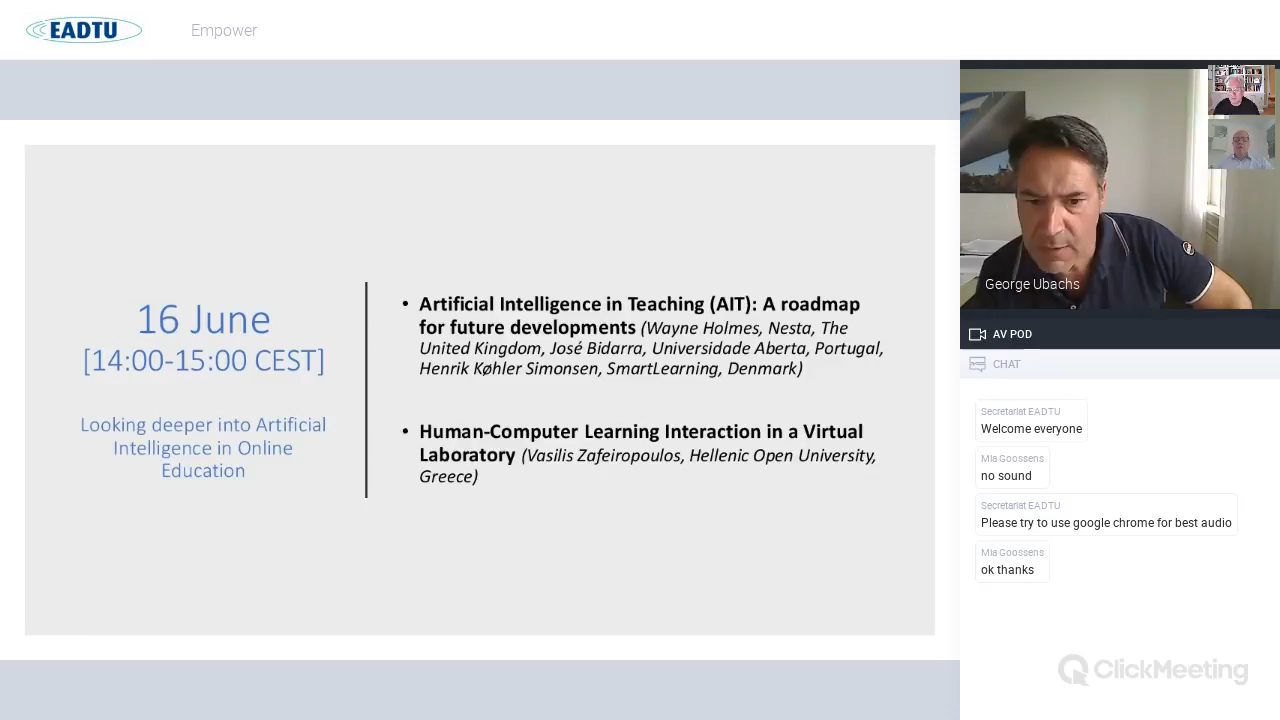 EADTU
Empower
16 June
[14:00-15:00 CEST]
Looking deeper into Artificial
Intelligence in Online
Education
• Artificial Intelligence in Teaching (AIT): A roadmap
for future developments (Wayne Holmes, Nesta, The
United Kingdom, José Bidarra, Universidade Aberta, Portugal,
Henrik Køhler Simonsen, SmartLearning, Denmark)
• Human-Computer Learning Interaction in a Virtual
Laboratory (Vasilis Zafeiropoulos, Hellenic Open University,
Greece)
George Ubachs
AV POD
CHAT
Secretariat EADTU
Welcome everyone
Mia Goossens
no sound
Secretariat EADTU
Please try to use google chrome for best audio
Mia Goossens
ok thanks
ClickMeeting